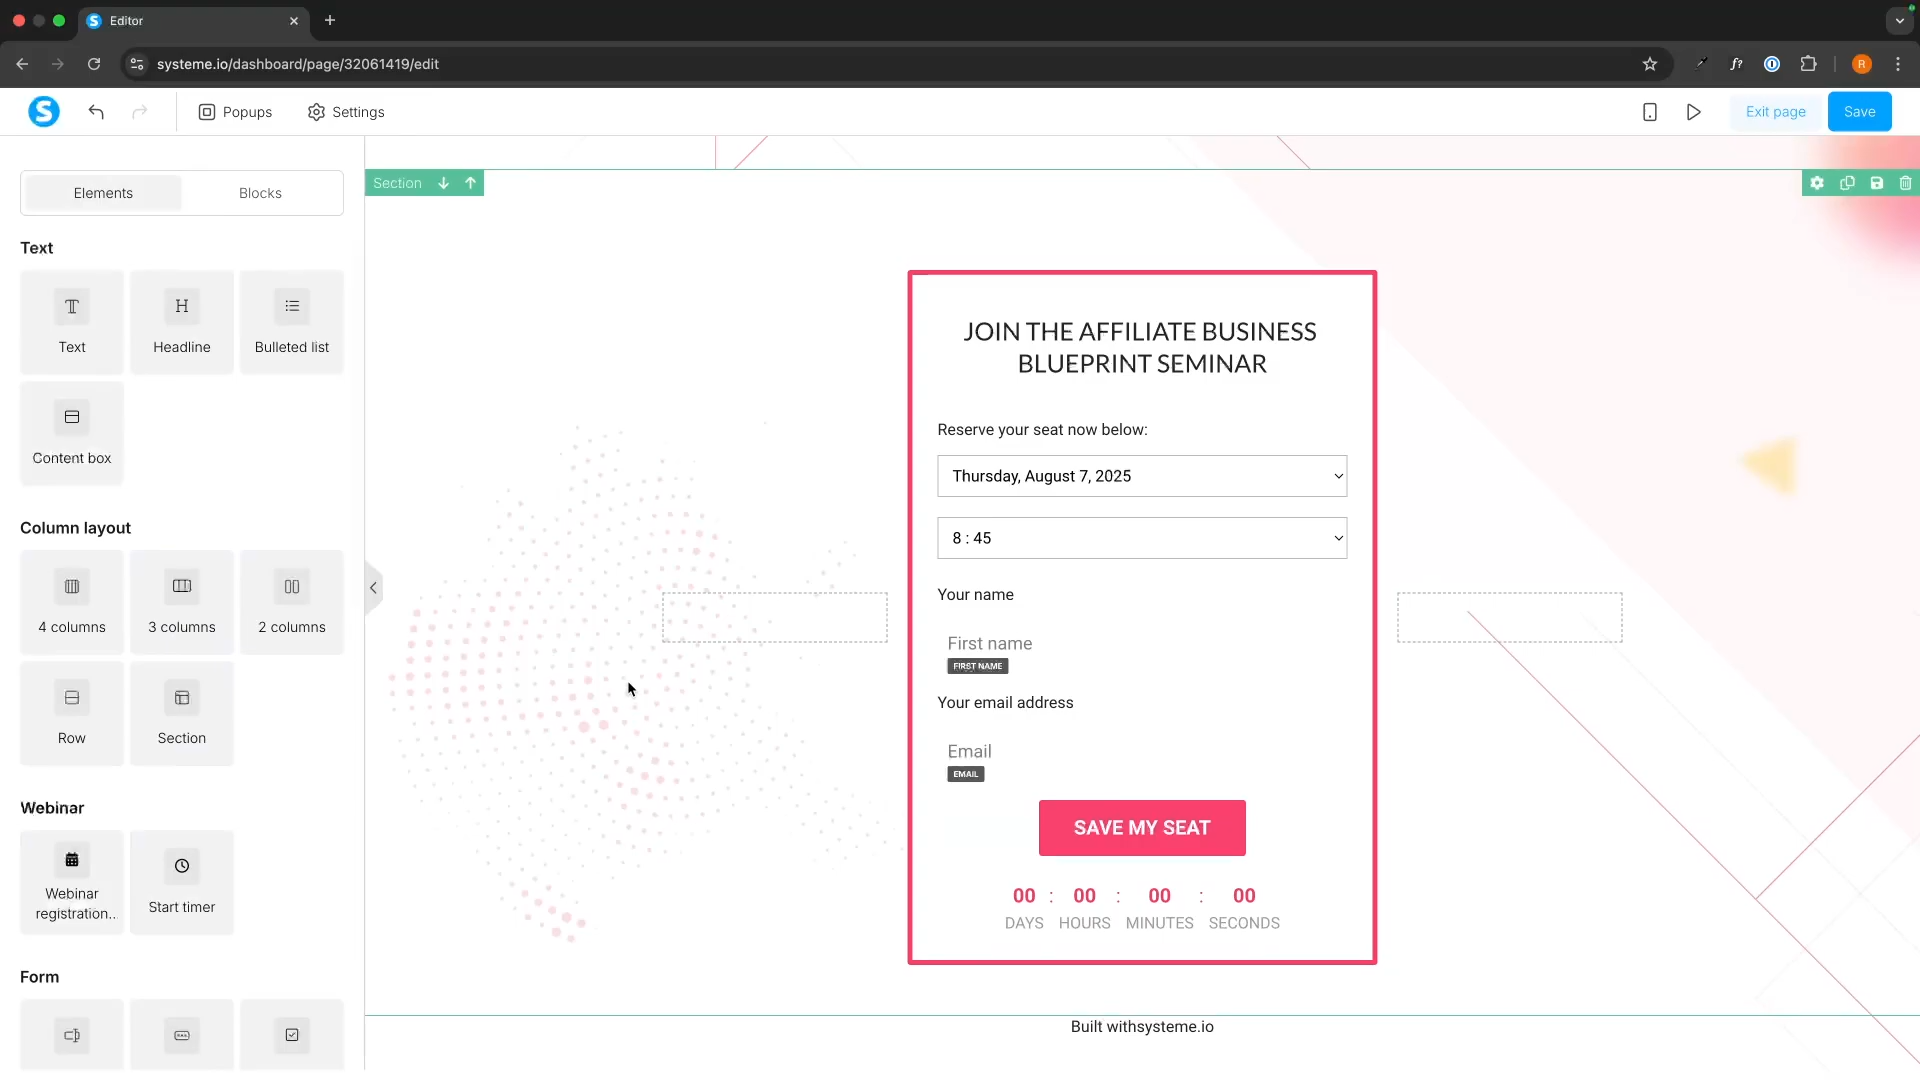 Editor
systeme.io/dashboard/page/32061419/edit
f?
R
S
Popups
Settings
Exit page
Save
Elements
Blocks
Section
Text
Text
Headline
Bulleted list
Content box
Column layout
4 columns
3 columns
2 columns
Row
Section
Webinar
Webinar
registration..
Start timer
Form
JOIN THE AFFILIATE BUSINESS
BLUEPRINT SEMINAR
Reserve your seat now below:
Thursday, August 7, 2025
8 : 45
Your name
First name
FIRST NAME
Your email address
Email
EMAIL
SAVE MY SEAT
00 : 00 : 00 : 00
DAYS HOURS MINUTES SECONDS
Built withsysteme.io